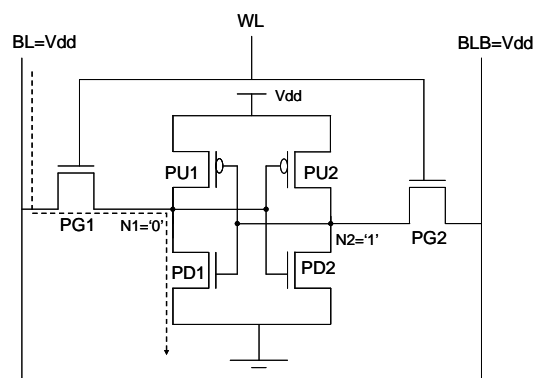 WL
BL=Vdd
BLB=Vdd
Vdd
PU1
PU2
PG1
N1='0'
N2='1'
PG2
PD1
PD2